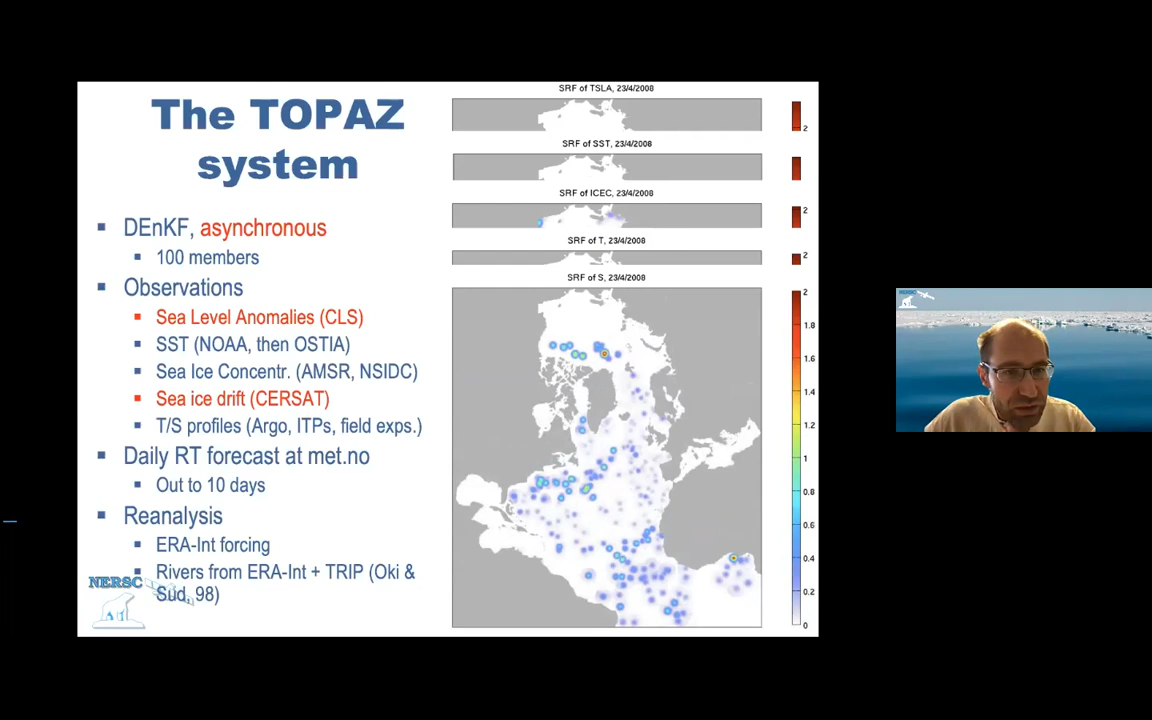 The TOPAZ
system
DEnKF, asynchronous
100 members
Observations
Sea Level Anomalies (CLS)
SST (NOAA, then OSTIA)
Sea Ice Concentr. (AMSR, NSIDC)
Sea ice drift (CERSAT)
T/S profiles (Argo, ITPs, field exps.)
Daily RT forecast at met.no
Out to 10 days
Reanalysis
ERA-Int forcing
Rivers from ERA-Int + TRIP (Oki &
Sud, 98)
NERSC
SRF of TSLA, 23/4/2008
2
SRF of SST, 23/4/2008
SRF of ICEC, 23/4/2008
2
SRF of T, 23/4/2008
2
SRF of S, 23/4/2008
2
1.8
1.6
1.4
1.2
1
0.8
0.6
0.4
0.2
0
NERSC